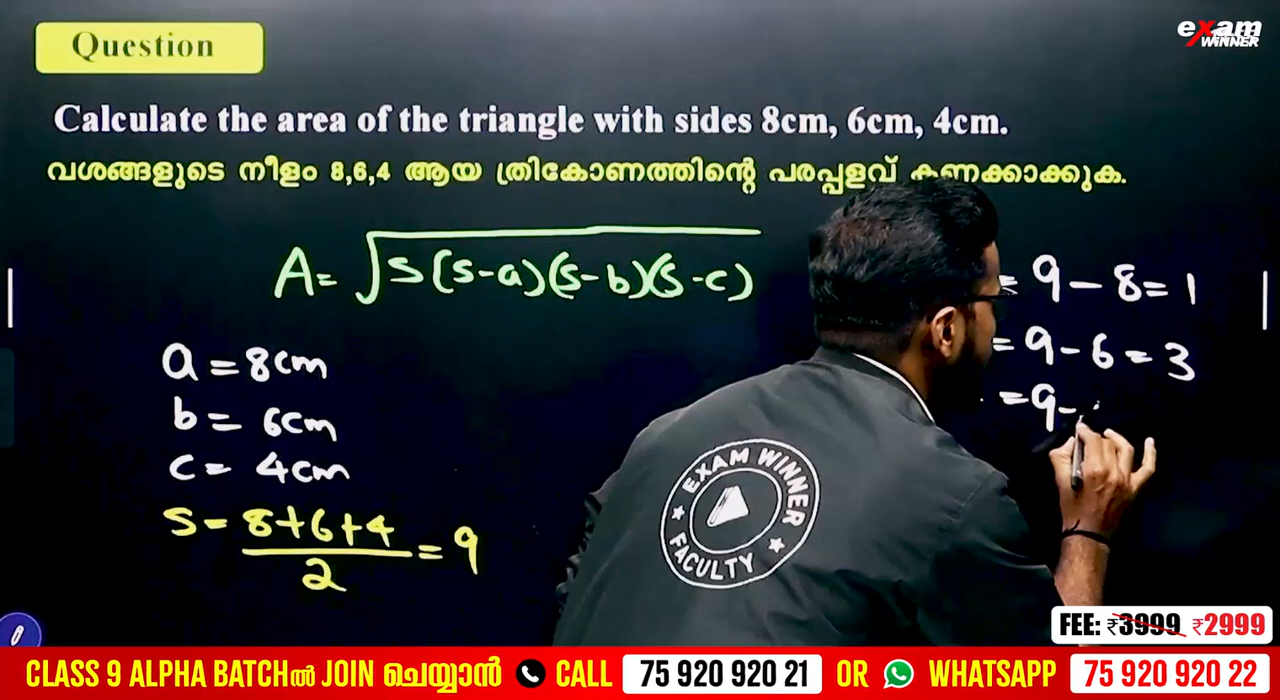 Question
exam WINNER
Calculate the area of the triangle with sides 8cm, 6cm, 4cm.
വശങ്ങളുടെ നീളം 8,6,4 ആയ ത്രികോണത്തിന്റെ പരപ്പളവ് കണക്കാക്കുക.
A= √s(s-a)(s-b)(s-c)
= 9-8=1
a=8cm
= 9-6=3
b= 6cm
=9-
c= 4cm
s= 8+6+4/2 = 9
EXAM WINNER
FACULTY
FEE: ₹3999 ₹2999
CLASS 9 ALPHA BATCHൽ JOIN ചെയ്യാൻ CALL 75 920 920 21 OR WHATSAPP 75 920 920 22